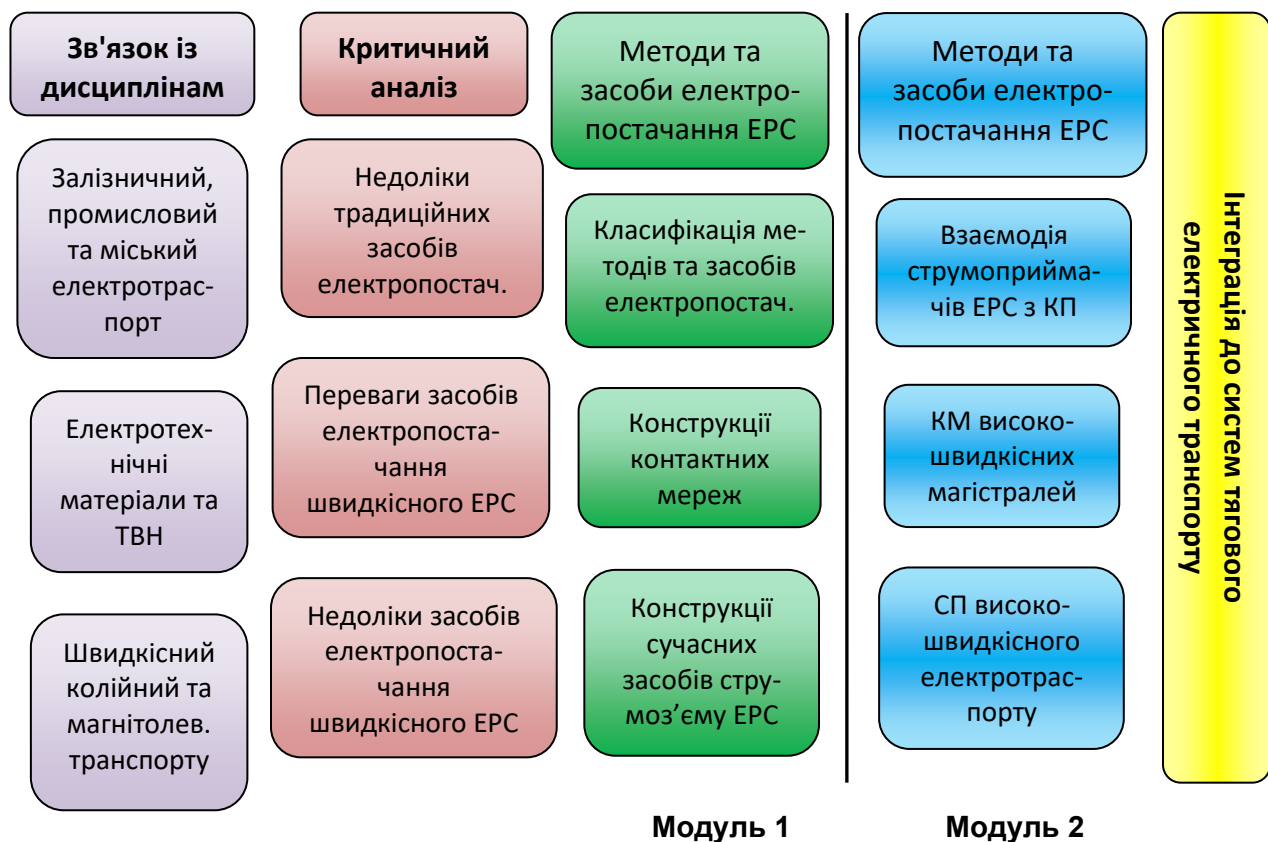 Зв'язок із
дисциплінам
Залізничний,
промисловий
та міський
електротрас-
порт
Електротех-
нічні
матеріали та
ТВН
Швидкісний
колійний та
магнітолев.
транспорту
Критичний
аналіз
Недоліки
традиційних
засобів
електропостач.
Переваги засобів
електропоста-
чання
швидкісного ЕРС
Недоліки засобів
електропоста-
чання
швидкісного ЕРС
Методи та
засоби електро-
постачання ЕРС
Класифікація ме-
тодів та засобів
електропостач.
Конструкції
контактних
мереж
Конструкції
сучасних
засобів стру-
моз’єму ЕРС
Модуль 1
Методи та
засоби електро-
постачання ЕРС
Взаємодія
струмоприйма-
чів ЕРС з КП
КМ високо-
швидкісних
магістралей
СП високо-
швидкісного
електротрас-
порту
Модуль 2
Інтеграція до систем тягового
електричного транспорту